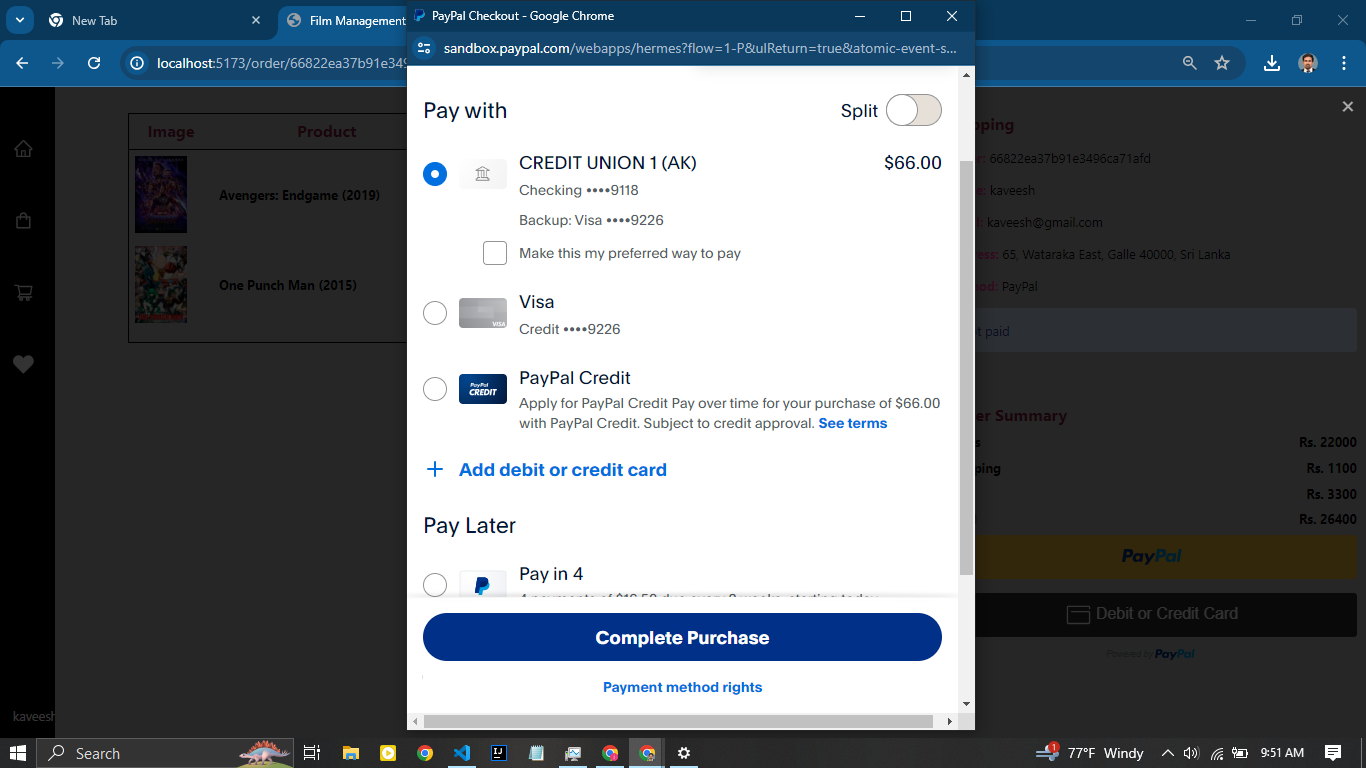 New Tab
Film Management
PayPal Checkout - Google Chrome
sandbox.paypal.com/webapps/hermes?flow=1-P&ulReturn=true&atomic-event-s...
localhost:5173/order/66822ea37b91e349
Image Product
Avengers: Endgame (2019)
One Punch Man (2015)
kaveesh
Pay with
Split
CREDIT UNION 1 (AK) $66.00
Checking ••••9118
Backup: Visa ••••9226
Make this my preferred way to pay
Visa
VISA
Credit ••••9226
PayPal Credit
PayPal CREDIT
Apply for PayPal Credit Pay over time for your purchase of $66.00
with PayPal Credit. Subject to credit approval. See terms
+ Add debit or credit card
Pay Later
Pay in 4
Complete Purchase
Payment method rights
pping
66822ea37b91e3496ca71afd
kaveesh
kaveesh@gmail.com
ess: 65, Wataraka East, Galle 40000, Sri Lanka
od: PayPal
t paid
er Summary
s Rs. 22000
ping Rs. 1100
Rs. 3300
Rs. 26400
PayPal
Debit or Credit Card
Powered by PayPal
Search
1
77°F Windy
9:51 AM